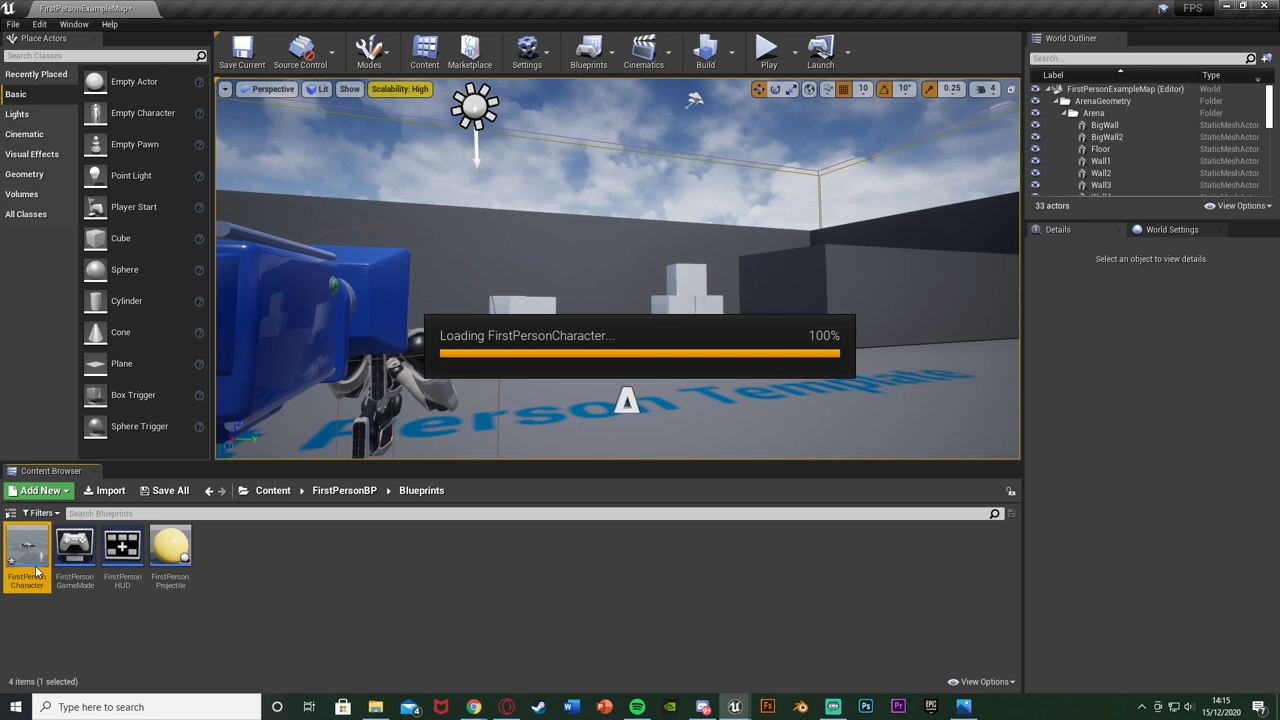 FirstPersonExampleMap*
FPS
File Edit Window Help
Place Actors
Search Classes
Recently Placed
Basic
Lights
Cinematic
Visual Effects
Geometry
Volumes
All Classes
Empty Actor
Empty Character
Empty Pawn
Point Light
Player Start
Cube
Sphere
Cylinder
Cone
Plane
Box Trigger
Sphere Trigger
Save Current Source Control Modes Content Marketplace Settings Blueprints Cinematics Build Play Launch
Perspective Lit Show Scalability: High 10 10° 0.25 4
Person Template
Loading FirstPersonCharacter... 100%
World Outliner
Search...
Label Type
FirstPersonExampleMap (Editor) World
ArenaGeometry Folder
Arena Folder
BigWall StaticMeshActor
BigWall2 StaticMeshActor
Floor StaticMeshActor
Wall1 StaticMeshActor
Wall2 StaticMeshActor
Wall3 StaticMeshActor
33 actors View Options
Details World Settings
Select an object to view details.
Content Browser
Add New Import Save All Content FirstPersonBP Blueprints
Filters Search Blueprints
FirstPerson Character
FirstPerson GameMode
FirstPerson HUD
FirstPerson Projectile
4 items (1 selected) View Options
Type here to search
14:15
15/12/2020